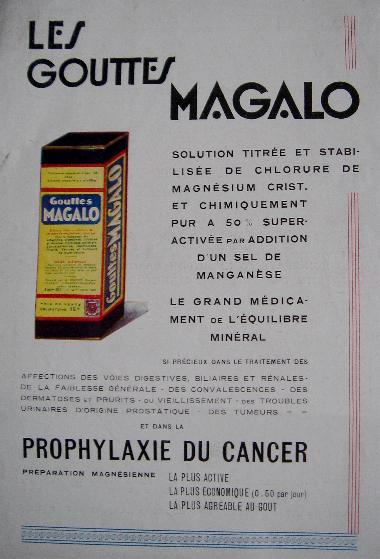 LES
GOUTTES
MAGALO
SOLUTION TITRÉE ET STABI-
LISÉE DE CHLORURE DE
MAGNÉSIUM CRIST.
ET CHIMIQUEMENT
PUR A 50% SUPER-
ACTIVÉE PAR ADDITION
D'UN SEL DE
MANGANÈSE
Gouttes
MAGALO
Gouttes MAGALO
LE GRAND MÉDICA-
MENT DE L'ÉQUILIBRE
MINÉRAL
SI PRÉCIEUX DANS LE TRAITEMENT DES
AFFECTIONS DES VOIES DIGESTIVES, BILIAIRES ET RÉNALES-
DE LA FAIBLESSE GÉNÉRALE - DES CONVALESCENCES - DES
DERMATOSES ET PRURITS - DU VIEILLISSEMENT - DES TROUBLES
URINAIRES D'ORIGINE PROSTATIQUE - DES TUMEURS - -
ET DANS LA
PROPHYLAXIE DU CANCER
PRÉPARATION MAGNÉSIENNE
LA PLUS ACTIVE
LA PLUS ÉCONOMIQUE (0.50 par jour)
LA PLUS AGRÉABLE AU GOUT